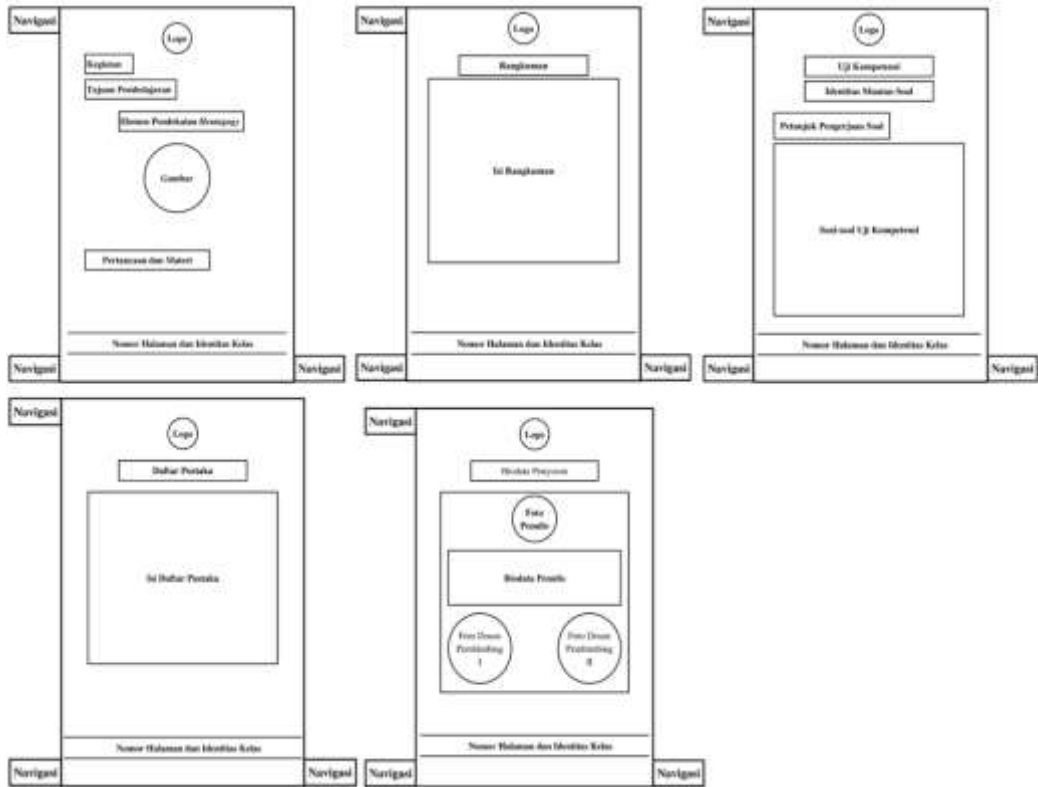 Navigasi
Logo
Kegiatan
Tujuan Pembelajaran
Elemen Pendekatan Heutagogy
Gambar
Pertanyaan dan Materi
Nomor Halaman dan Identitas Kelas
Navigasi
Navigasi
Navigasi
Logo
Rangkuman
Isi Rangkuman
Nomor Halaman dan Identitas Kelas
Navigasi
Navigasi
Navigasi
Logo
Uji Kompetensi
Identitas Muatan Soal
Petunjuk Pengerjaan Soal
Soal-soal Uji Kompetensi
Nomor Halaman dan Identitas Kelas
Navigasi
Navigasi
Navigasi
Logo
Daftar Pustaka
Isi Daftar Pustaka
Nomor Halaman dan Identitas Kelas
Navigasi
Navigasi
Navigasi
Logo
Biodata Penyusun
Foto
Penulis
Biodata Penulis
Foto Dosen
Pembimbing
I
Foto Dosen
Pembimbing
II
Nomor Halaman dan Identitas Kelas
Navigasi
Navigasi